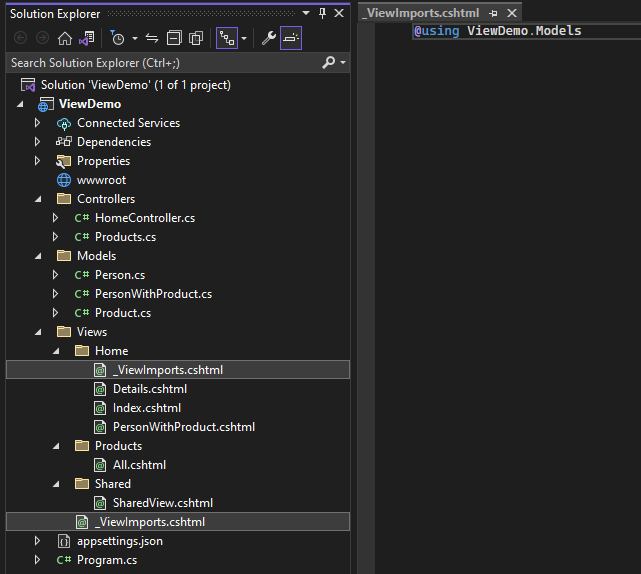 Solution Explorer
Search Solution Explorer (Ctrl+;)
Solution 'ViewDemo' (1 of 1 project)
ViewDemo
Connected Services
Dependencies
Properties
wwwroot
Controllers
C# HomeController.cs
C# Products.cs
Models
C# Person.cs
C# PersonWithProduct.cs
C# Product.cs
Views
Home
_ViewImports.cshtml
Details.cshtml
Index.cshtml
PersonWithProduct.cshtml
Products
All.cshtml
Shared
SharedView.cshtml
_ViewImports.cshtml
appsettings.json
C# Program.cs
_ViewImports.cshtml
@using ViewDemo.Models